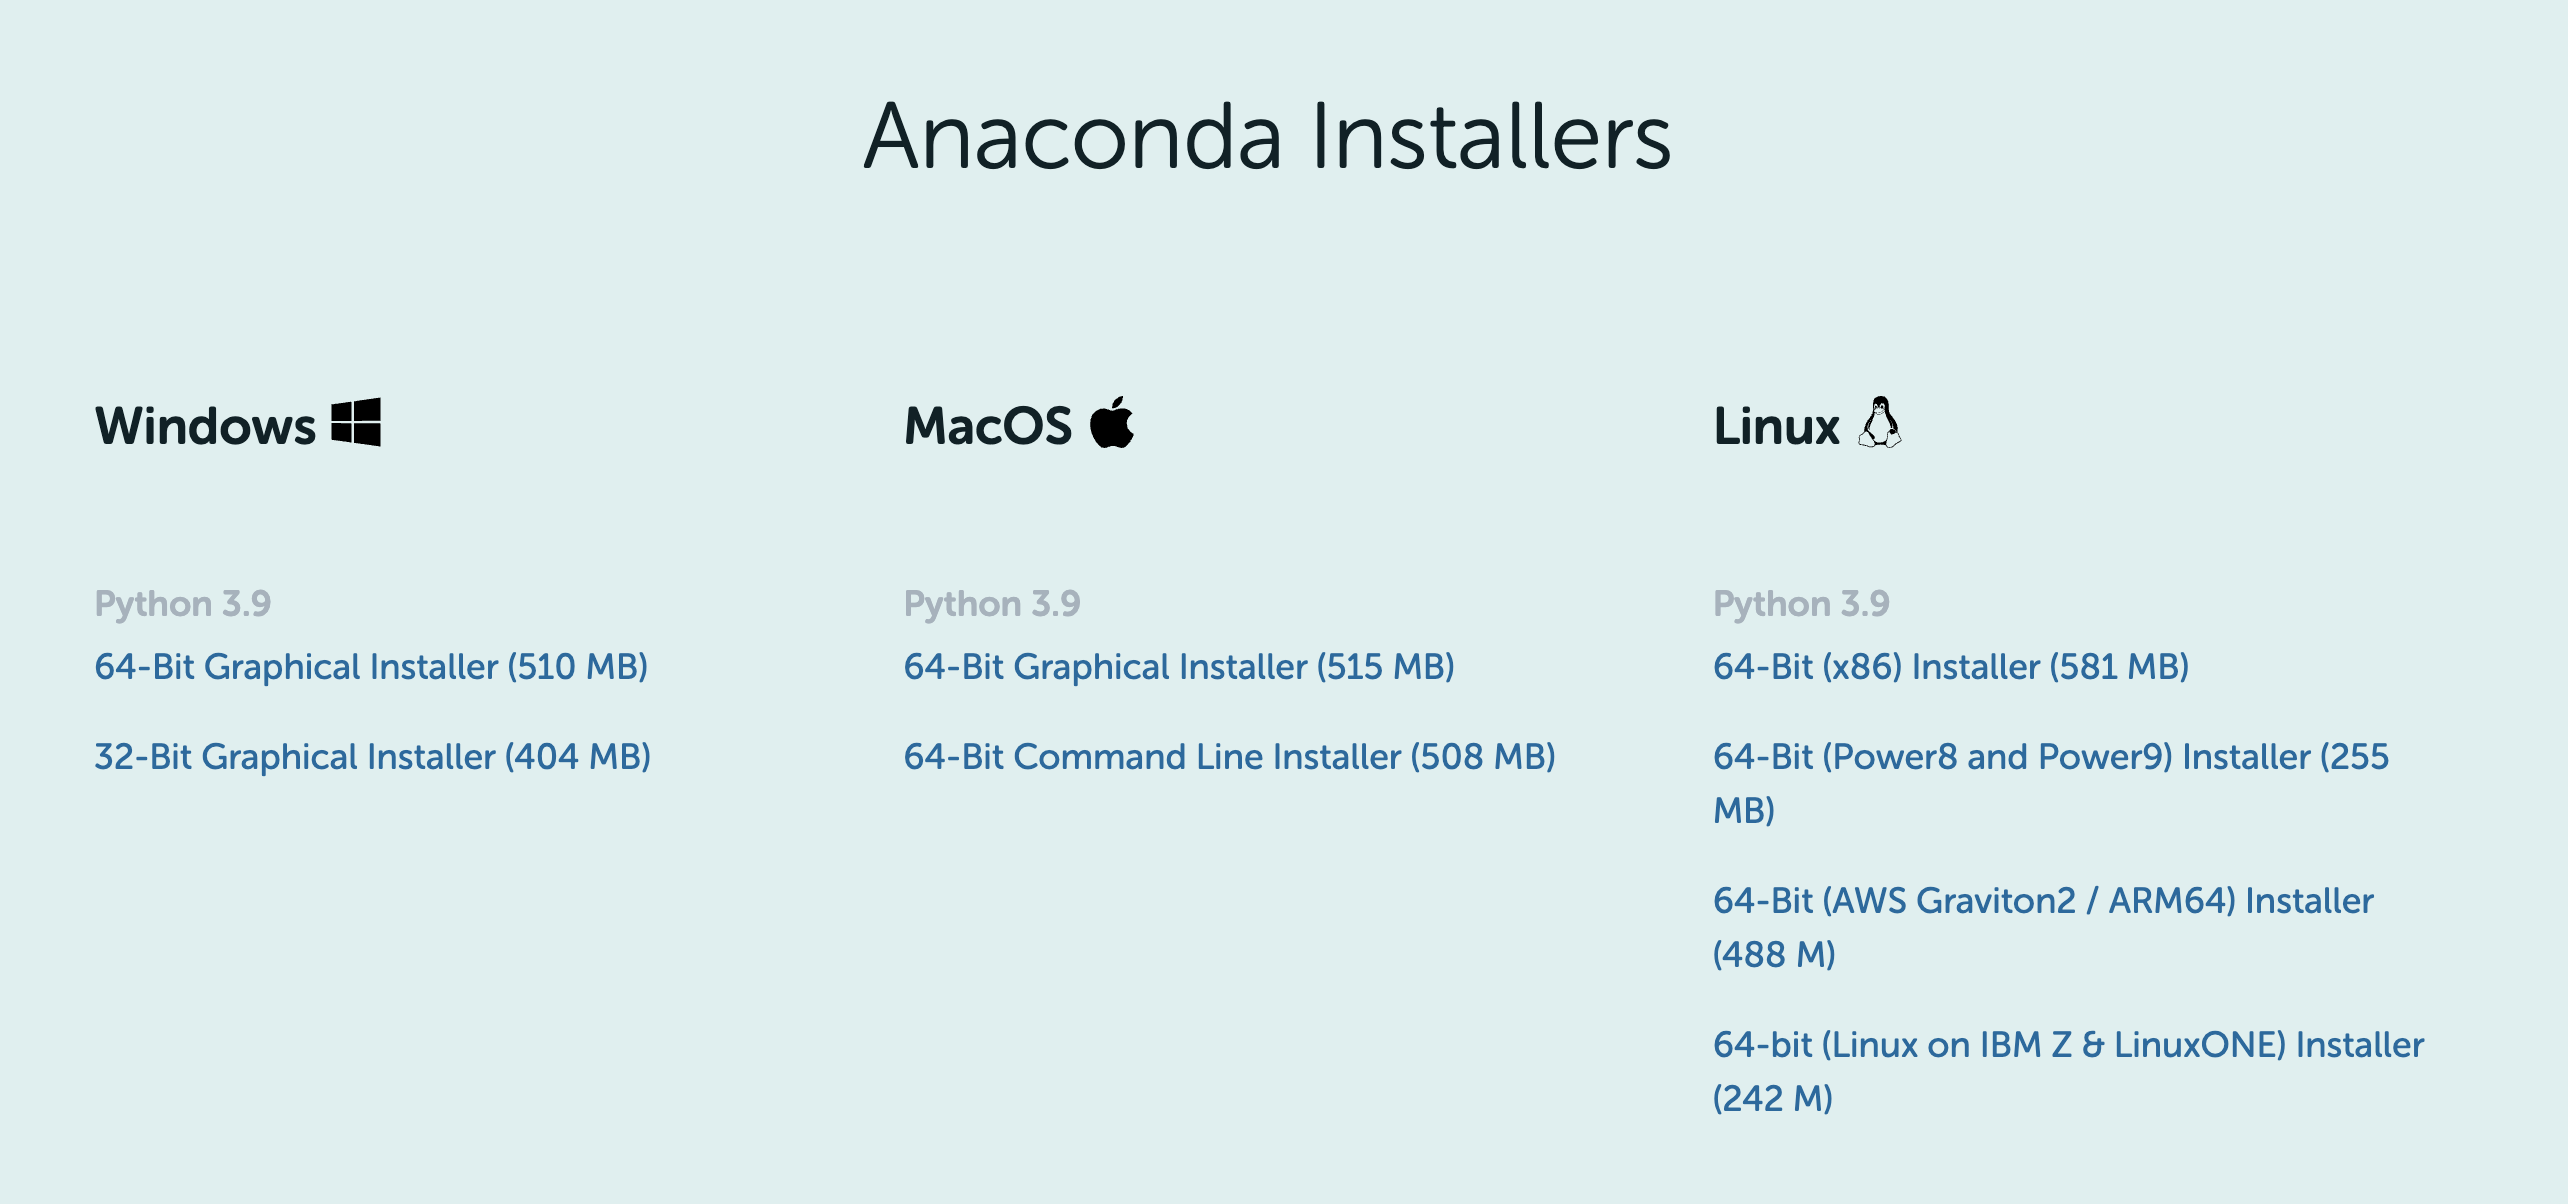 Anaconda Installers
Windows
Python 3.9
64-Bit Graphical Installer (510 MB)
32-Bit Graphical Installer (404 MB)
MacOS
Python 3.9
64-Bit Graphical Installer (515 MB)
64-Bit Command Line Installer (508 MB)
Linux
Python 3.9
64-Bit (x86) Installer (581 MB)
64-Bit (Power8 and Power9) Installer (255
MB)
64-Bit (AWS Graviton2 / ARM64) Installer
(488 M)
64-bit (Linux on IBM Z & LinuxONE) Installer
(242 M)